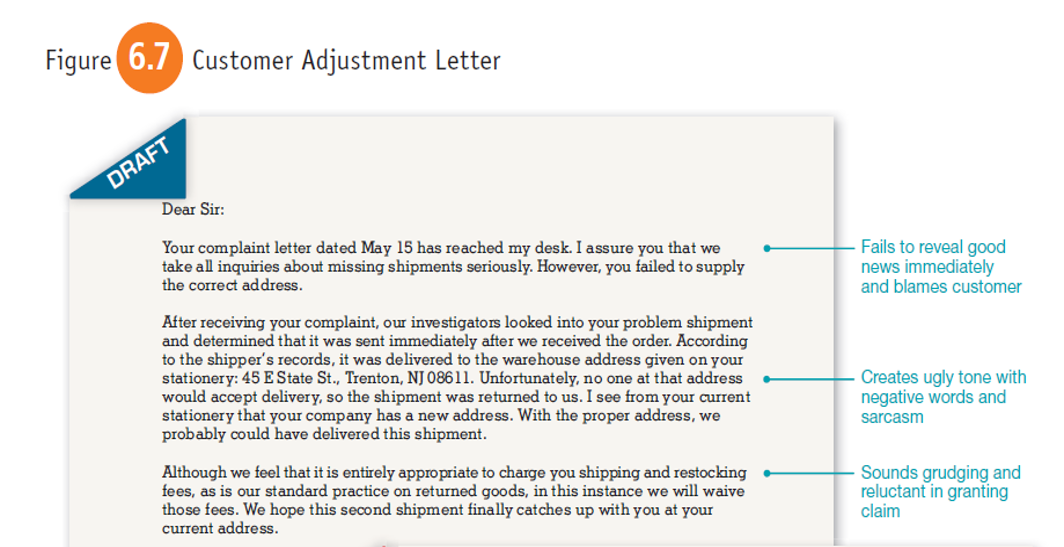 Figure 6.7 Customer Adjustment Letter
DRAFT
Dear Sir:
Your complaint letter dated May 15 has reached my desk. I assure you that we
take all inquiries about missing shipments seriously. However, you failed to supply
the correct address.
Fails to reveal good
news immediately
and blames customer
After receiving your complaint, our investigators looked into your problem shipment
and determined that it was sent immediately after we received the order. According
to the shipper's records, it was delivered to the warehouse address given on your
stationery: 45 E State St., Trenton, NJ 08611. Unfortunately, no one at that address
would accept delivery, so the shipment was returned to us. I see from your current
stationery that your company has a new address. With the proper address, we
probably could have delivered this shipment.
Creates ugly tone with
negative words and
sarcasm
Although we feel that it is entirely appropriate to charge you shipping and restocking
fees, as is our standard practice on returned goods, in this instance we will waive
those fees. We hope this second shipment finally catches up with you at your
current address.
Sounds grudging and
reluctant in granting
claim